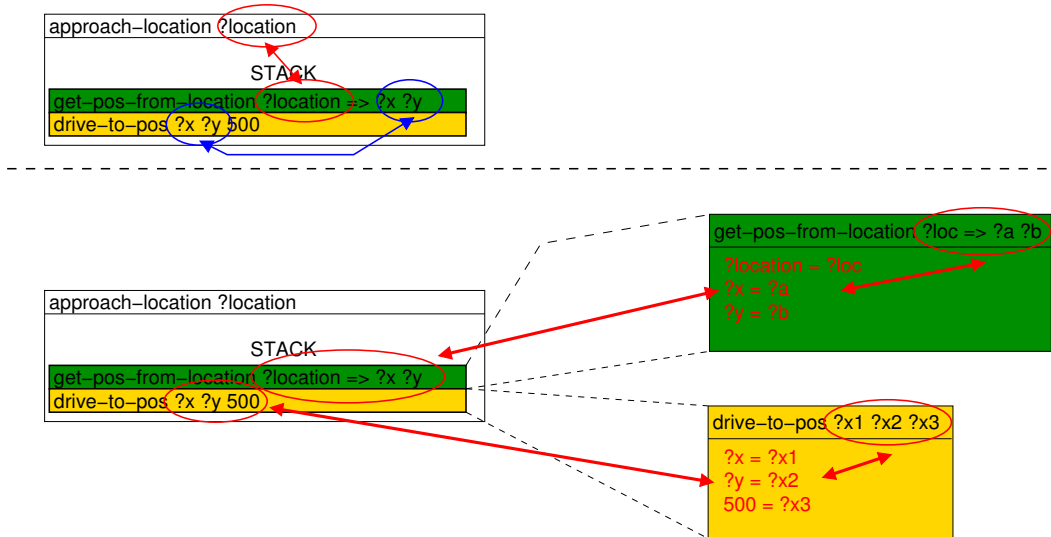 approach−location ?location
STACK
get−pos−from−location ?location => ?x ?y
drive−to−pos ?x ?y 500
get−pos−from−location ?loc => ?a ?b
?location = ?loc
?x = ?a
?y = ?b
approach−location ?location
STACK
get−pos−from−location ?location => ?x ?y
drive−to−pos ?x ?y 500
drive−to−pos ?x1 ?x2 ?x3
?x = ?x1
?y = ?x2
500 = ?x3